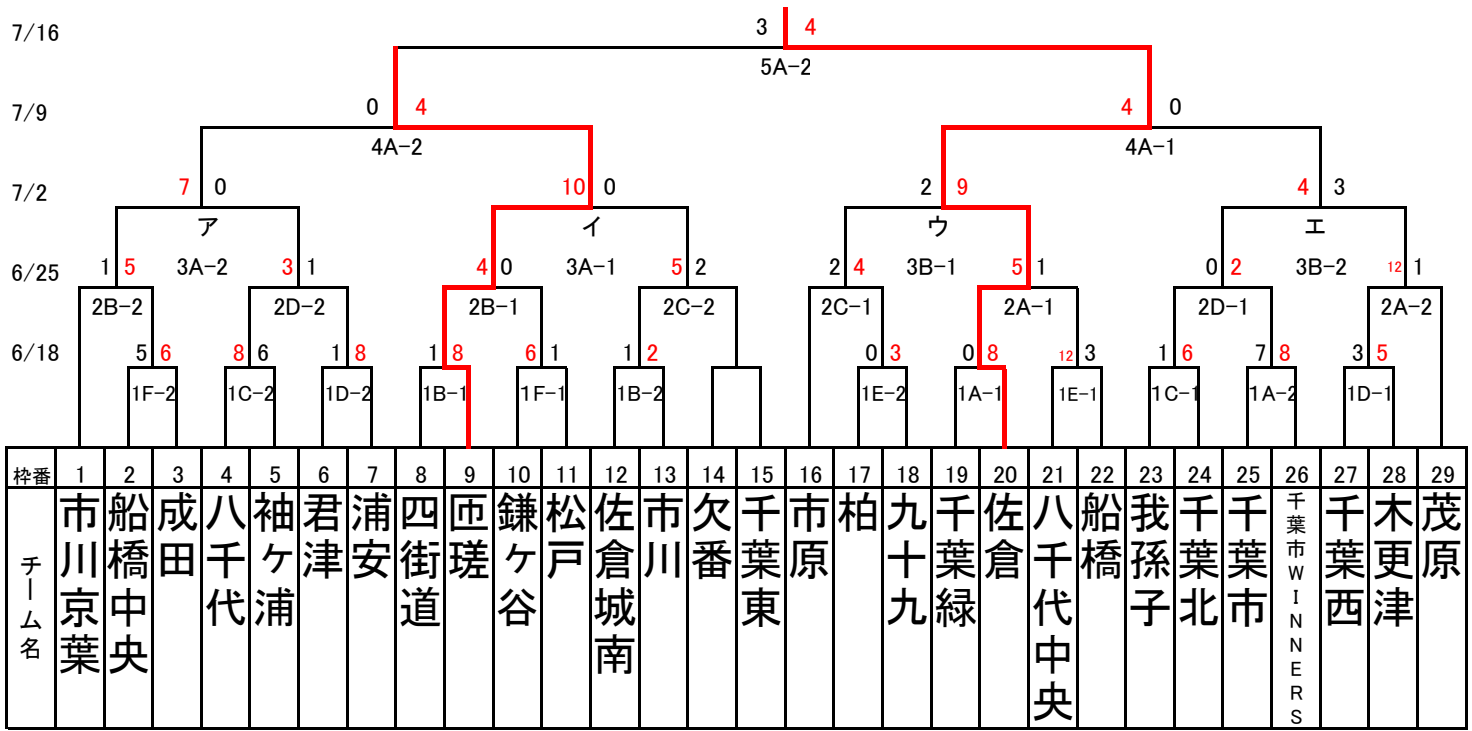 7/16
3 4
5A-2
7/9
0 4
4 0
4A-2
4A-1
7/2
7 0
10 0
2 9
4 3
ア
イ
ウ
エ
6/25
1 5
3A-2
3 1
4 0
3A-1
5 2
2 4
3B-1
5 1
0 2
3B-2
12 1
2B-2
2D-2
2B-1
2C-2
2C-1
2A-1
2D-1
2A-2
6/18
5 6
8 6
1 8
1 8
6 1
1 2
0 3
0 8
12 3
1 6
7 8
3 5
1F-2
1C-2
1D-2
1B-1
1F-1
1B-2
1E-2
1A-1
1E-1
1C-1
1A-2
1D-1
枠番 1 2 3 4 5 6 7 8 9 10 11 12 13 14 15 16 17 18 19 20 21 22 23 24 25 26 27 28 29
チーム名
市川京葉
船橋中央
成田
八千代
袖ケ浦
君津
浦安
四街道
匝瑳
鎌ケ谷
松戸
佐倉城南
市川
欠番
千葉東
市原
柏
九十九
千葉緑
佐倉
八千代中央
船橋
我孫子
千葉北
千葉市
千葉市WINNERS
千葉西
木更津
茂原